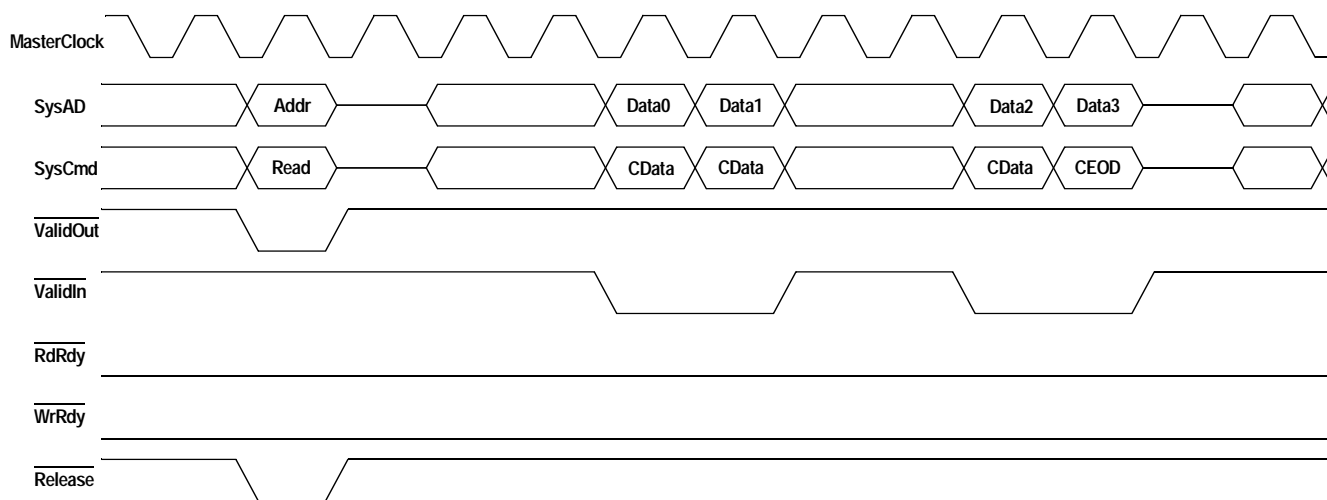 MasterClock
SysAD Addr Data0 Data1 Data2 Data3
SysCmd Read CData CData CData CEOD
ValidOut
ValidIn
RdRdy
WrRdy
Release